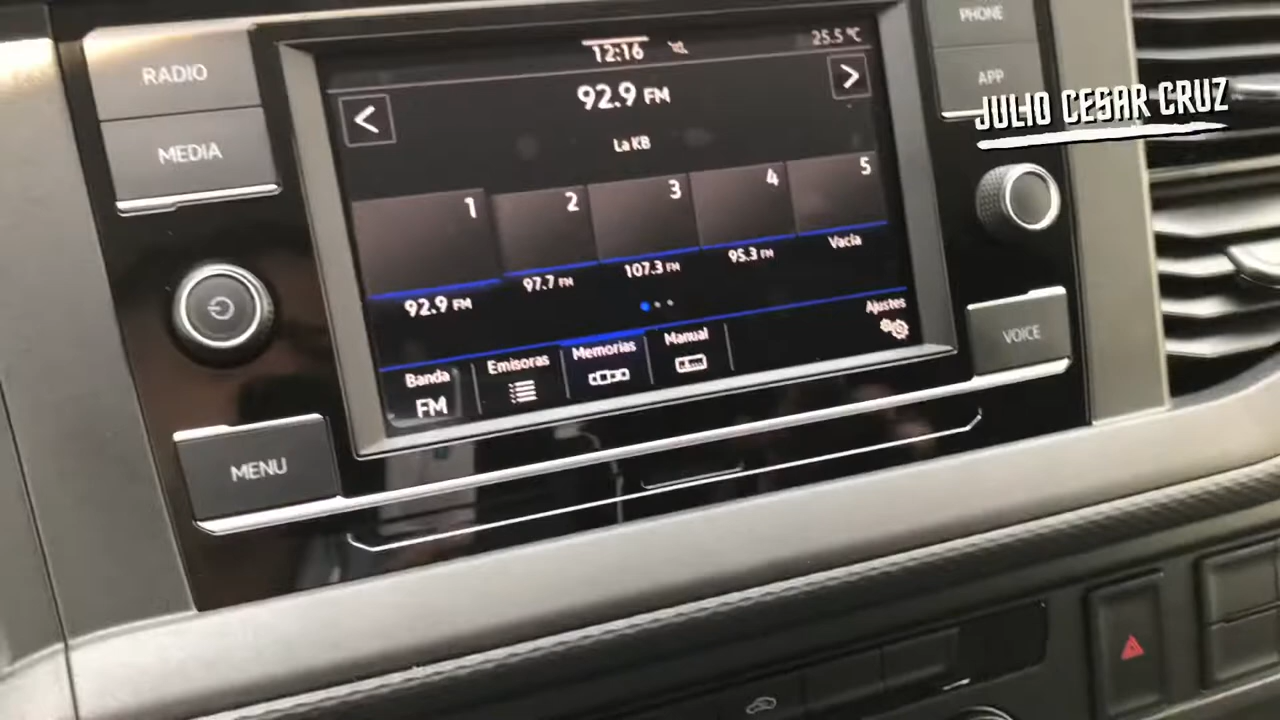 RADIO
MEDIA
MENU
12:16
25.5 °C
92.9 FM
La KB
1
2
3
4
5
92.9 FM
97.7 FM
107.3 FM
95.3 FM
Vacía
Banda
FM
Emisoras
Memorias
Manual
Ajustes
PHONE
APP
VOICE
JULIO CESAR CRUZ